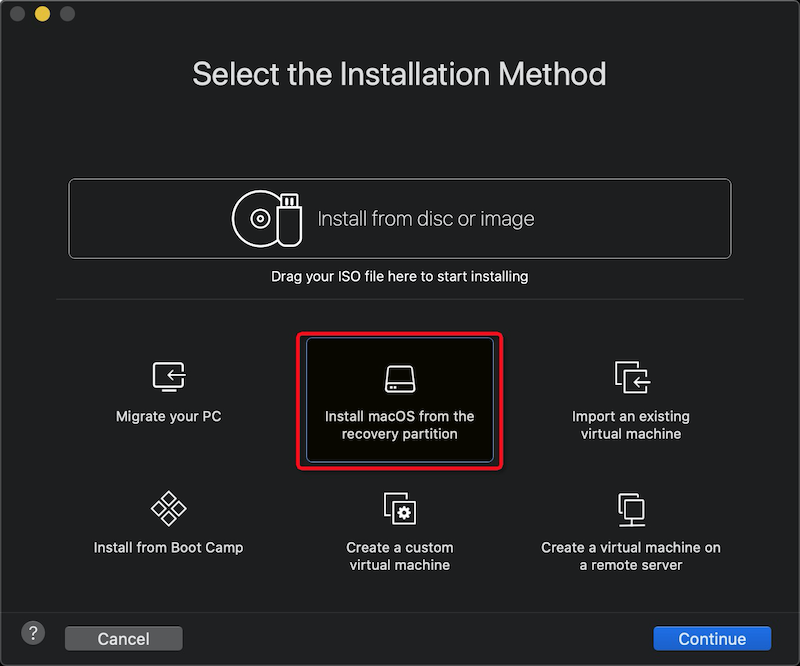 Select the Installation Method
Install from disc or image
Drag your ISO file here to start installing
Migrate your PC
Install macOS from the
recovery partition
Import an existing
virtual machine
Install from Boot Camp
Create a custom
virtual machine
Create a virtual machine on
a remote server
?
Cancel
Continue